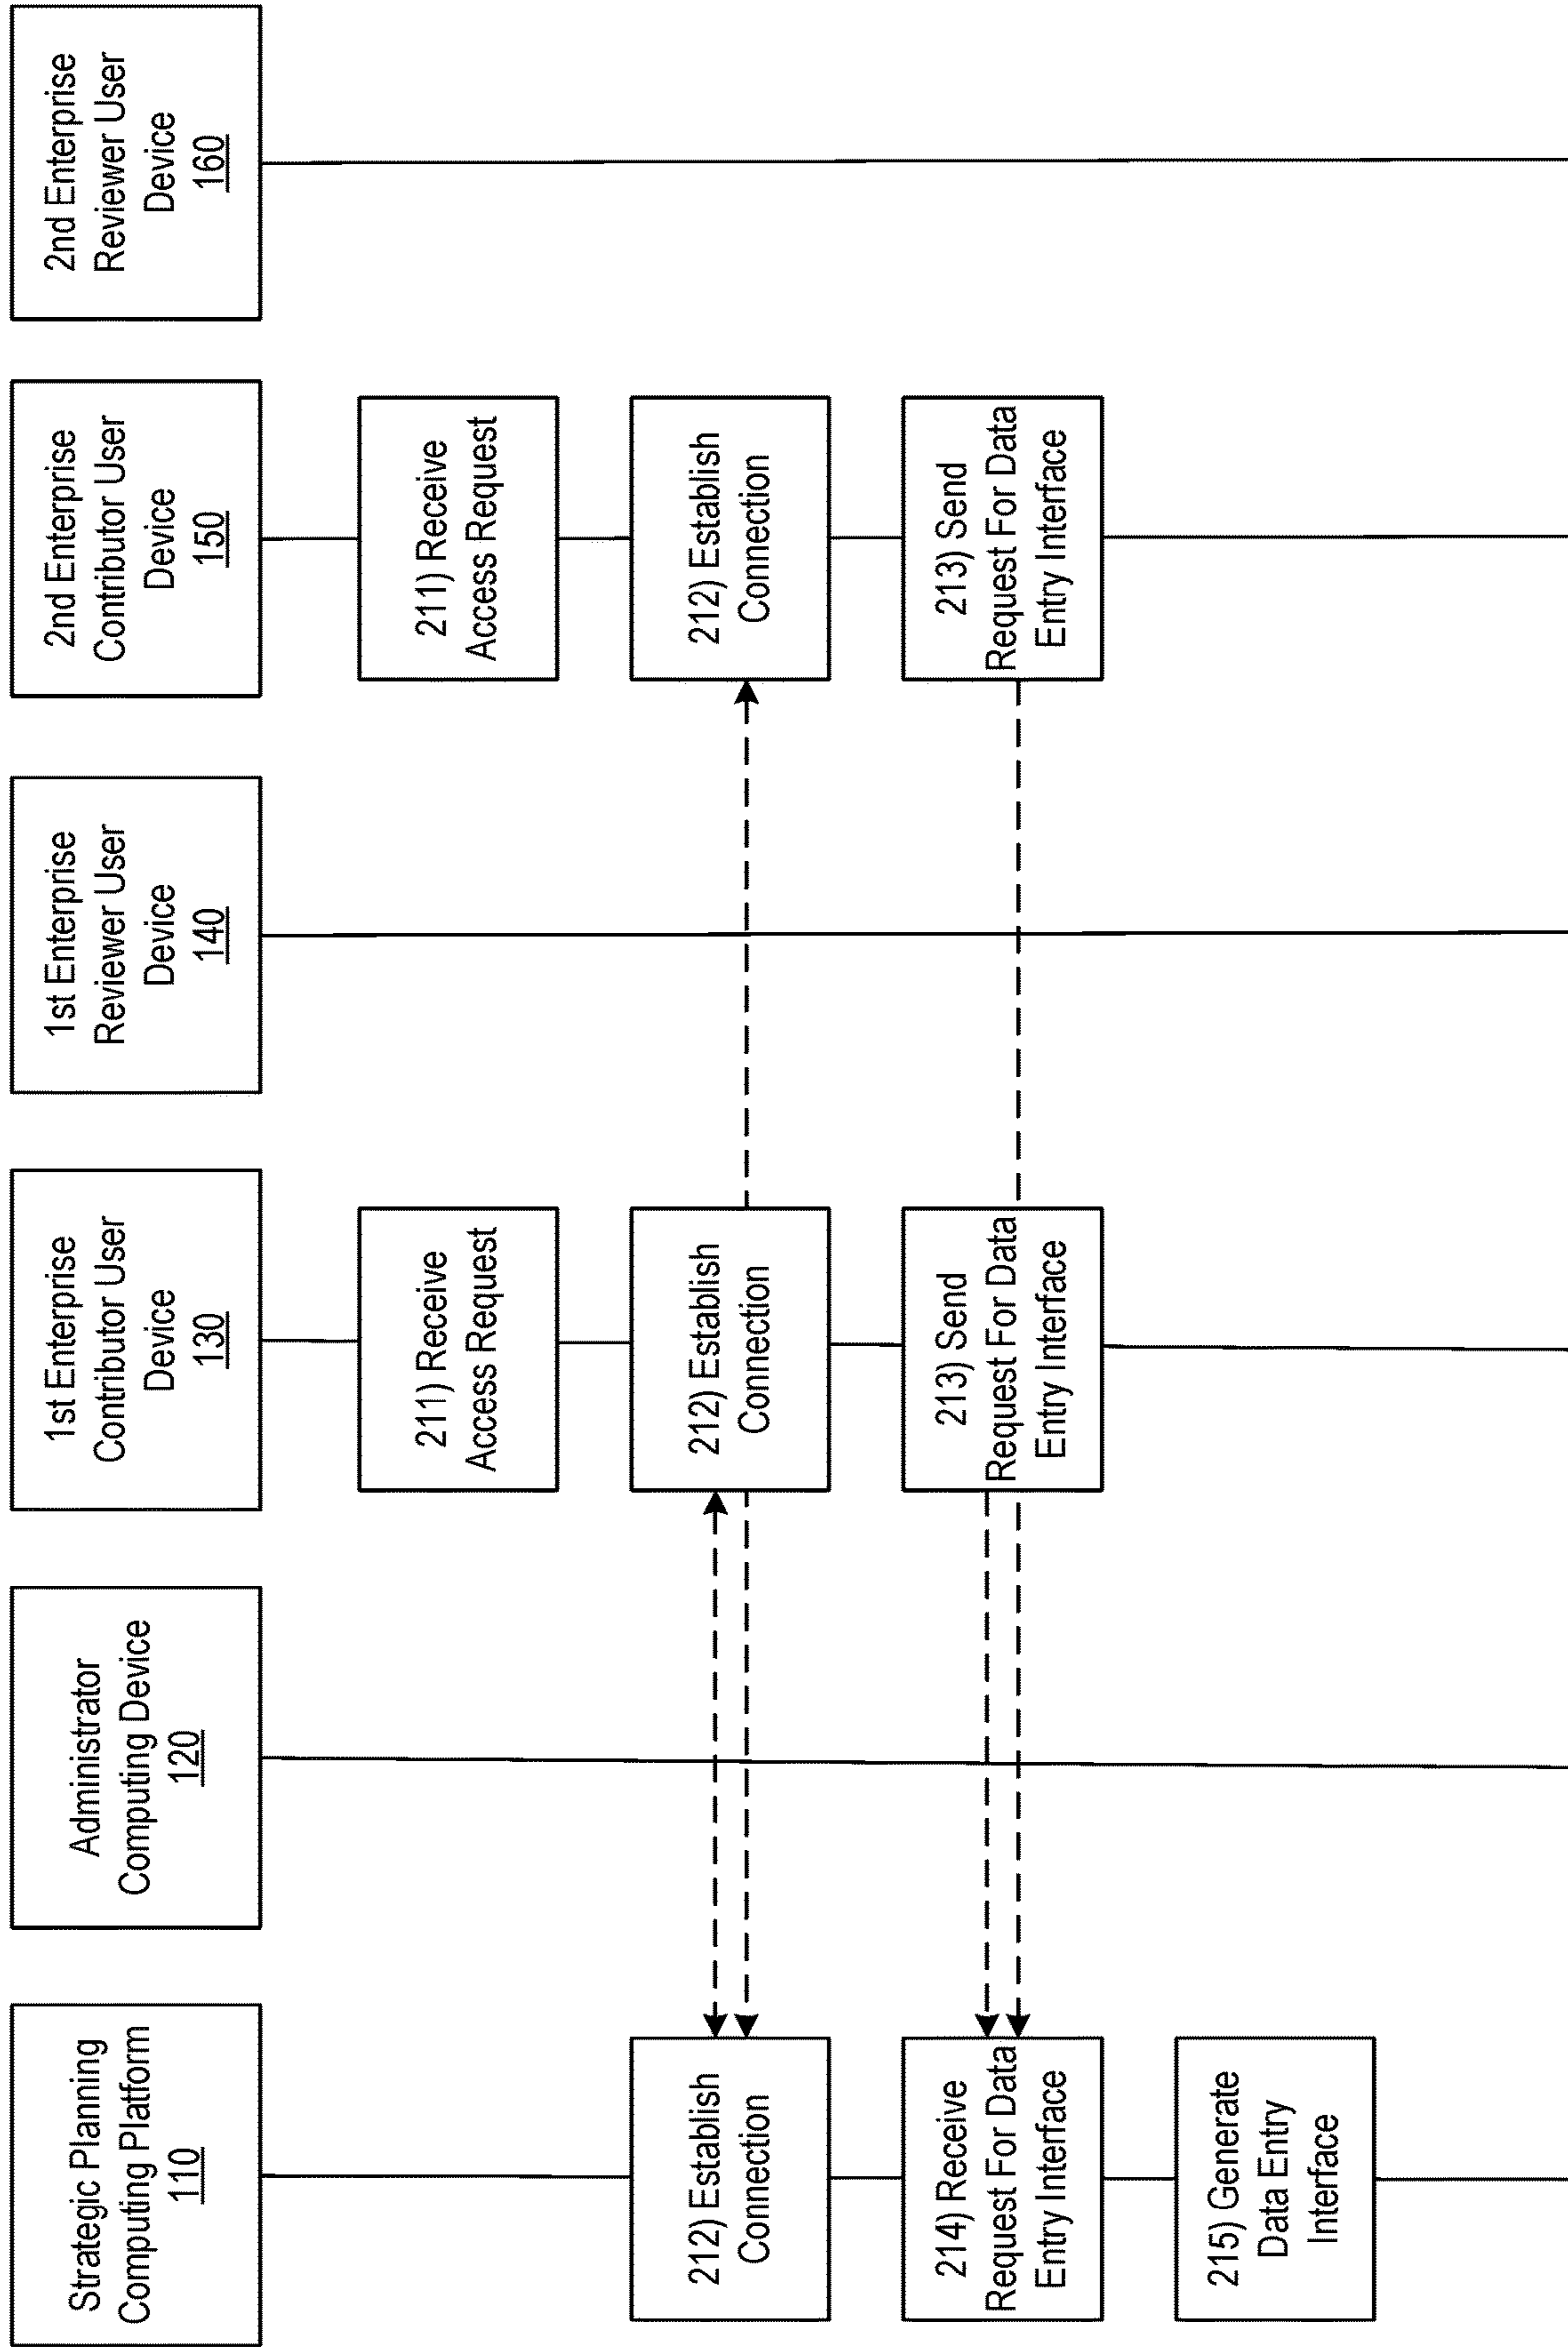 Strategic Planning
Computing Platform
110
Administrator
Computing Device
120
1st Enterprise
Contributor User
Device
130
1st Enterprise
Reviewer User
Device
140
2nd Enterprise
Contributor User
Device
150
2nd Enterprise
Reviewer User
Device
160
211) Receive
Access Request
211) Receive
Access Request
212) Establish
Connection
212) Establish
Connection
212) Establish
Connection
214) Receive
Request For Data
Entry Interface
213) Send
Request For Data
Entry Interface
213) Send
Request For Data
Entry Interface
215) Generate
Data Entry
Interface